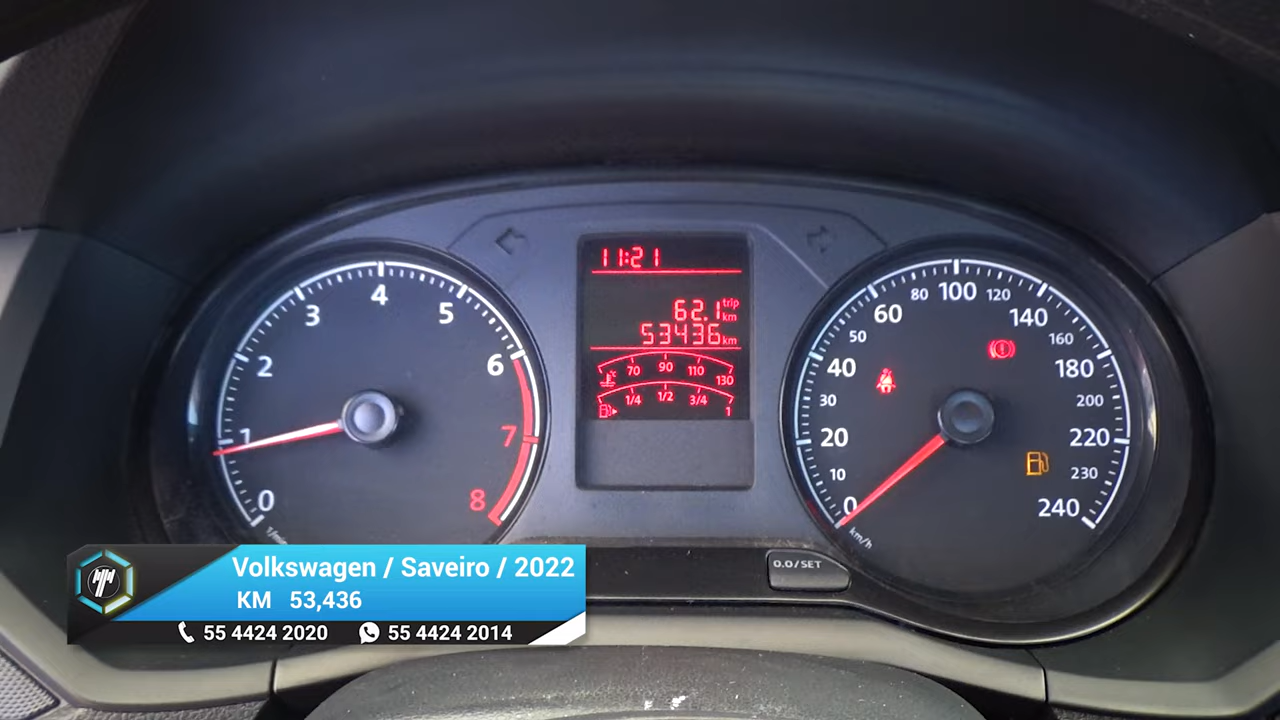 11:21
62.1 trip km
53436 km
70 90 110 130
1/4 1/2 3/4 1
0 1 2 3 4 5 6 7 8
0 10 20 30 40 50 60 80 100 120 140 160 180 200 220 230 240
km/h
0.0/SET
Volkswagen / Saveiro / 2022
KM 53,436
55 4424 2020 55 4424 2014